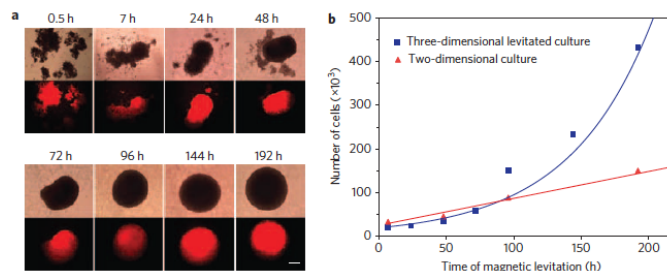 a
0.5 h 7 h 24 h 48 h
72 h 96 h 144 h 192 h
b
500
400
300
200
100
0
Number of cells (×10³)
Three-dimensional levitated culture
Two-dimensional culture
0 50 100 150 200
Time of magnetic levitation (h)